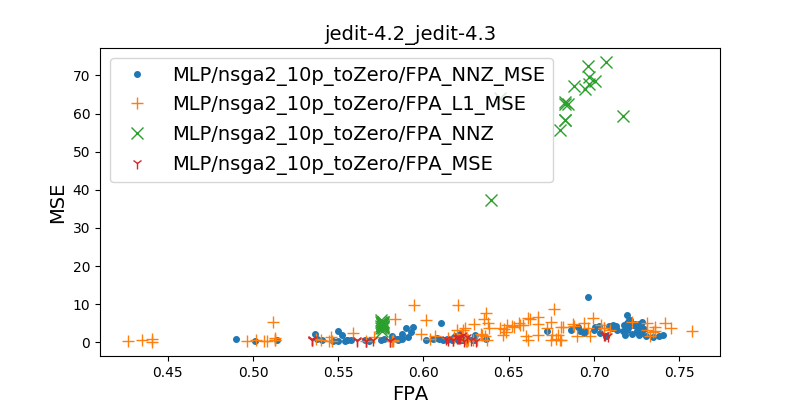 jedit-4.2_jedit-4.3
MLP/nsga2_10p_toZero/FPA_NNZ_MSE
MLP/nsga2_10p_toZero/FPA_L1_MSE
MLP/nsga2_10p_toZero/FPA_NNZ
MLP/nsga2_10p_toZero/FPA_MSE
MSE
70
60
50
40
30
20
10
0
0.45 0.50 0.55 0.60 0.65 0.70 0.75
FPA